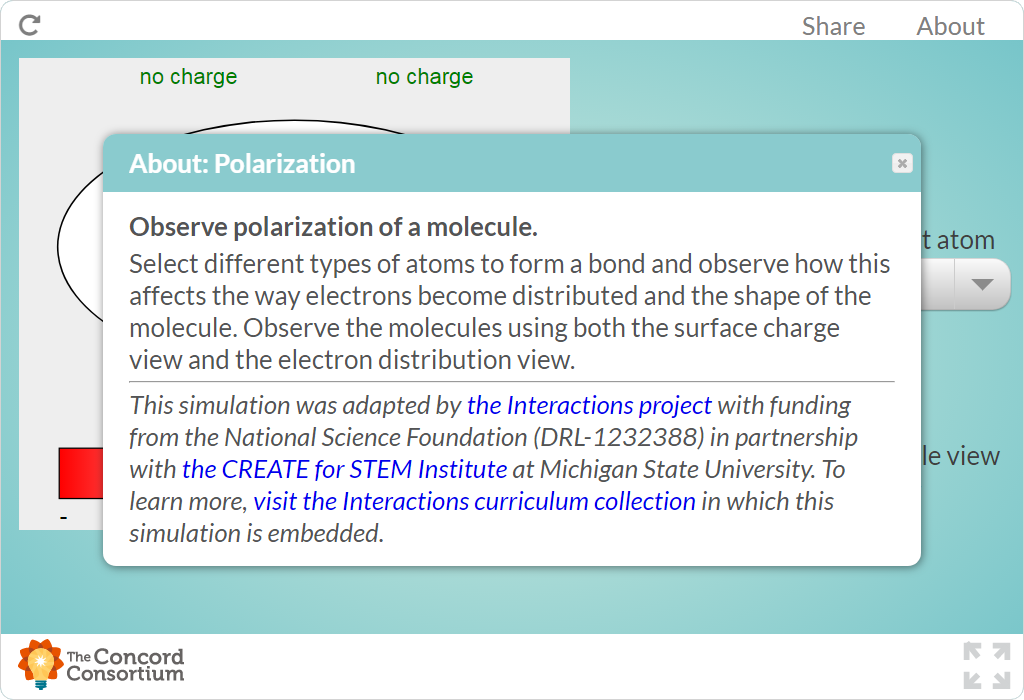 Share About
no charge no charge
About: Polarization
Observe polarization of a molecule.
Select different types of atoms to form a bond and observe how this
affects the way electrons become distributed and the shape of the
molecule. Observe the molecules using both the surface charge
view and the electron distribution view.
This simulation was adapted by the Interactions project with funding
from the National Science Foundation (DRL-1232388) in partnership
with the CREATE for STEM Institute at Michigan State University. To
learn more, visit the Interactions curriculum collection in which this
simulation is embedded.
t atom
le view
-
The Concord
Consortium